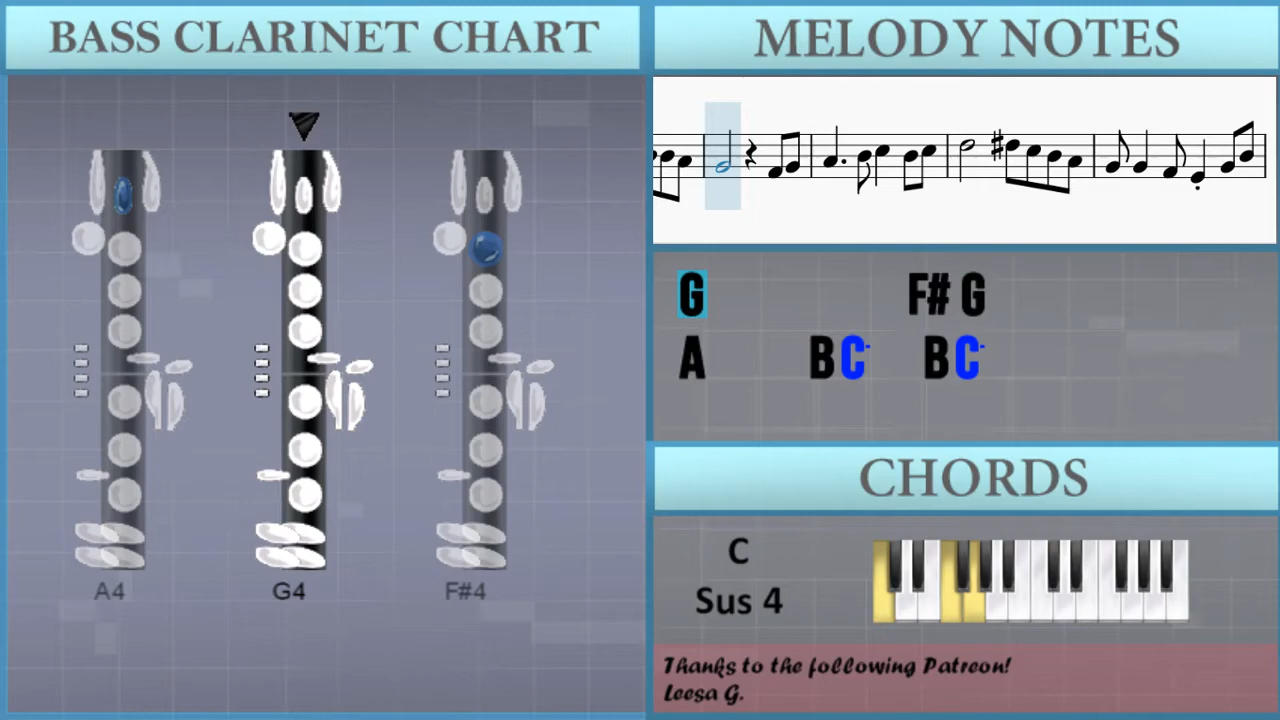 BASS CLARINET CHART
A4 G4 F#4
MELODY NOTES
G F# G
A B C- B C-
CHORDS
C
Sus 4
Thanks to the following Patreon!
Leesa G.